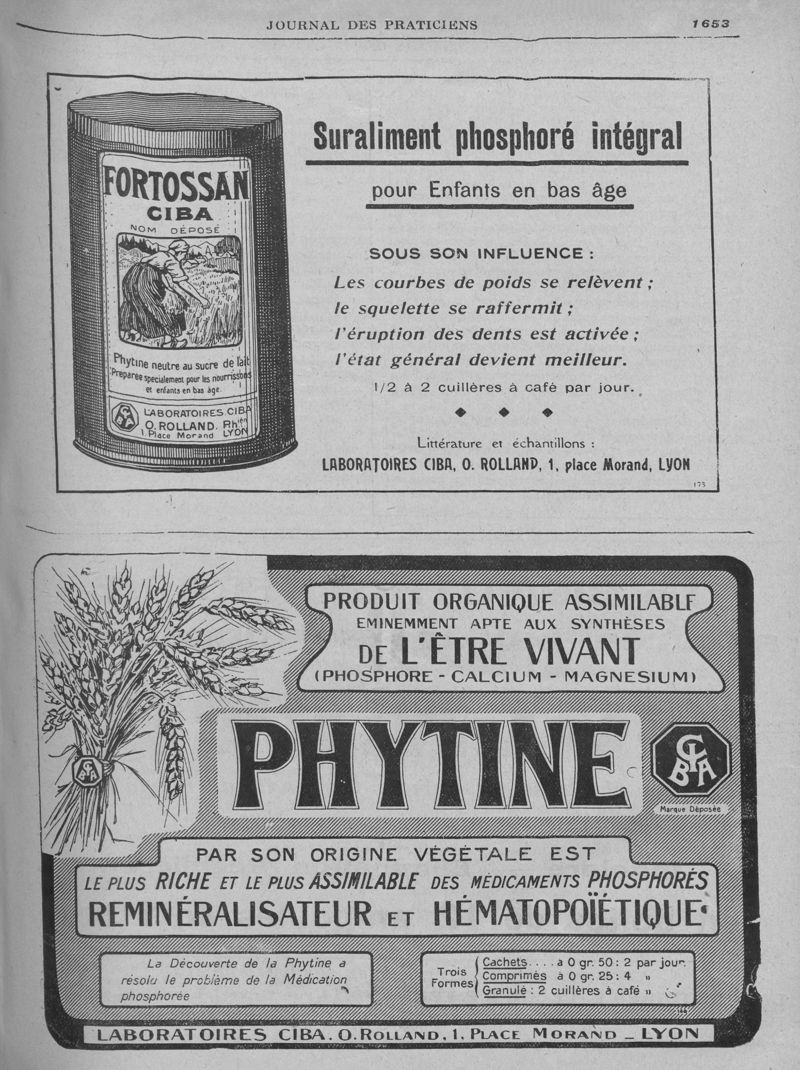 JOURNAL DES PRATICIENS 1653
FORTOSSAN
CIBA
NOM DÉPOSÉ
Phytine neutre au sucre de lait
Préparée specialement pour les nourrissons
et enfants en bas âge
CIBA
LABORATOIRES CIBA
O. ROLLAND. Phien
1. Place Morand LYON
Suraliment phosphoré intégral
pour Enfants en bas âge
SOUS SON INFLUENCE :
Les courbes de poids se relèvent ;
le squelette se raffermit ;
l'éruption des dents est activée ;
l'état général devient meilleur.
1/2 à 2 cuillères à café par jour.
Littérature et échantillons :
LABORATOIRES CIBA, O. ROLLAND, 1, place Morand, LYON
173
PRODUIT ORGANIQUE ASSIMILABLE
EMINEMMENT APTE AUX SYNTHÈSES
DE L'ÊTRE VIVANT
(PHOSPHORE - CALCIUM - MAGNESIUM)
CIBA
PHYTINE
CIBA
Marque Déposée
PAR SON ORIGINE VÉGÉTALE EST
LE PLUS RICHE ET LE PLUS ASSIMILABLE DES MÉDICAMENTS PHOSPHORÉS
REMINÉRALISATEUR ET HÉMATOPOÏÉTIQUE
La Découverte de la Phytine a
résolu le problème de la Médication
phosphorée
Trois Formes
Cachets.... à 0 gr. 50 : 2 par jour.
Comprimés à 0 gr. 25 : 4 "
Granulé : 2 cuillères à café "
LABORATOIRES CIBA. O. ROLLAND, 1. PLACE MORAND _ LYON